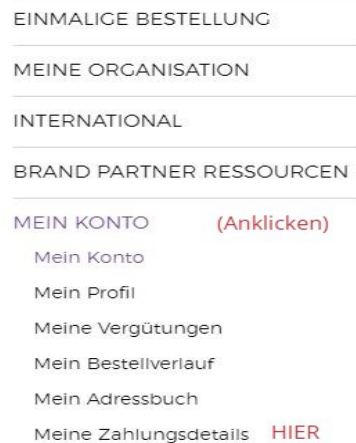 EINMALIGE BESTELLUNG
MEINE ORGANISATION
INTERNATIONAL
BRAND PARTNER RESSOURCEN
MEIN KONTO (Anklicken)
Mein Konto
Mein Profil
Meine Vergütungen
Mein Bestellverlauf
Mein Adressbuch
Meine Zahlungsdetails HIER